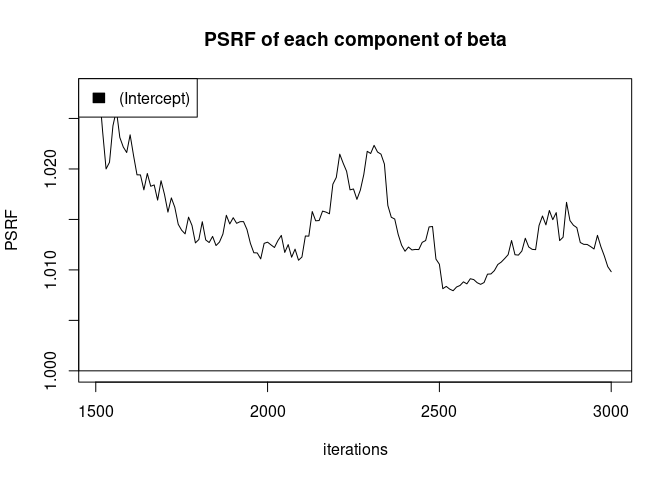 PSRF of each component of beta
(Intercept)
PSRF
1.020
1.010
1.000
1500 2000 2500 3000
iterations